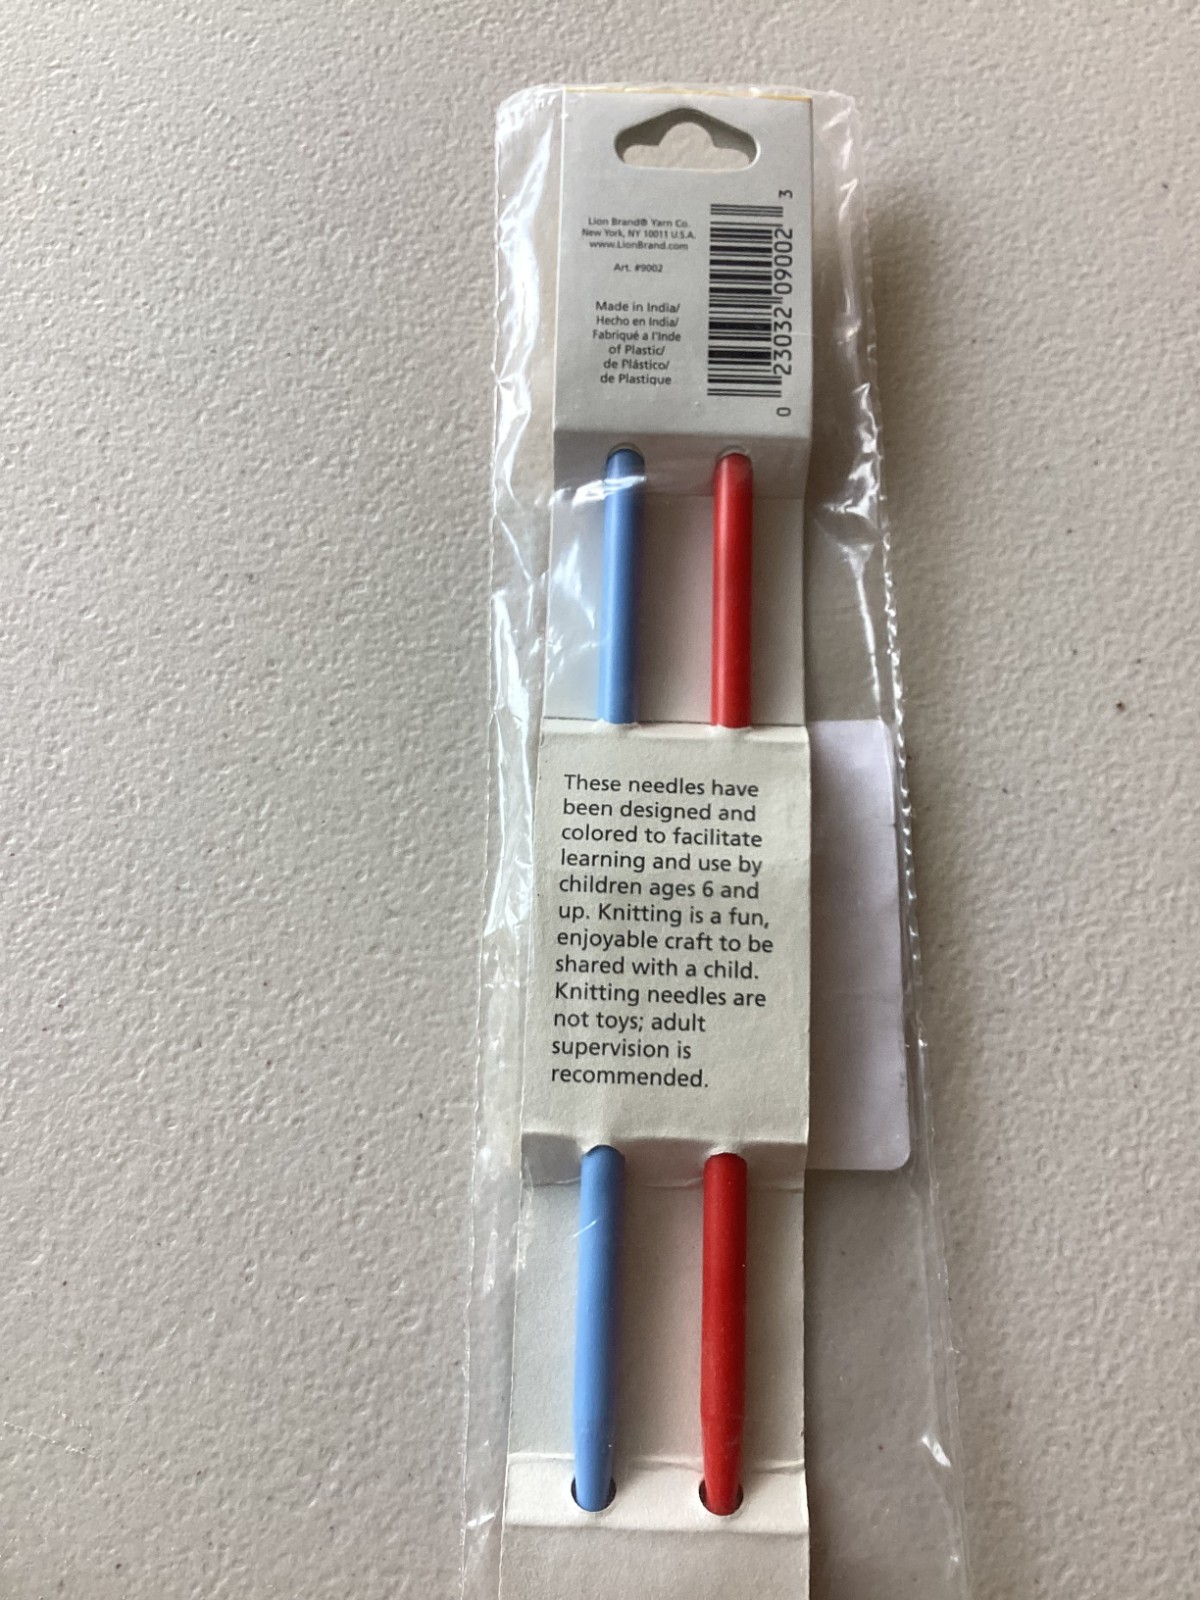 Lion Brand® Yarn Co.
New York, NY 10011 U.S.A.
www.LionBrand.com
Art. #9002
Made in India/
Hecho en India/
Fabriqué a l'Inde
of Plastic/
de Plástico/
de Plastique
0 23032 09002 3
These needles have
been designed and
colored to facilitate
learning and use by
children ages 6 and
up. Knitting is a fun,
enjoyable craft to be
shared with a child.
Knitting needles are
not toys; adult
supervision is
recommended.